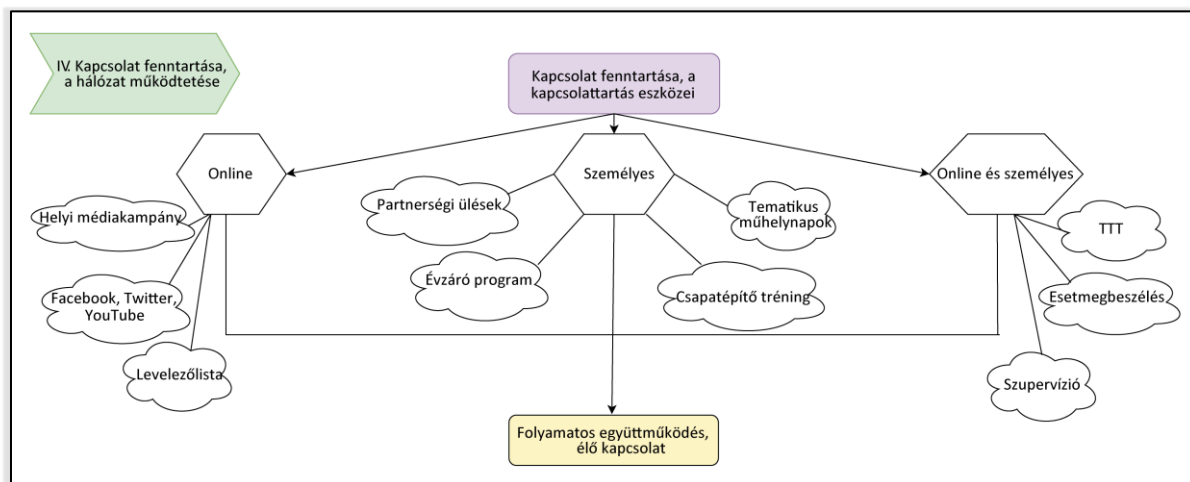 IV. Kapcsolat fenntartása,
a hálózat működtetése
Kapcsolat fenntartása, a
kapcsolattartás eszközei
Online
Személyes
Online és személyes
Helyi médiakampány
Facebook, Twitter,
YouTube
Levelezőlista
Partnerségi ülések
Évzáró program
Tematikus
műhelynapok
Csapatépítő tréning
TTT
Esetmegbeszélés
Szupervízió
Folyamatos együttműködés,
élő kapcsolat